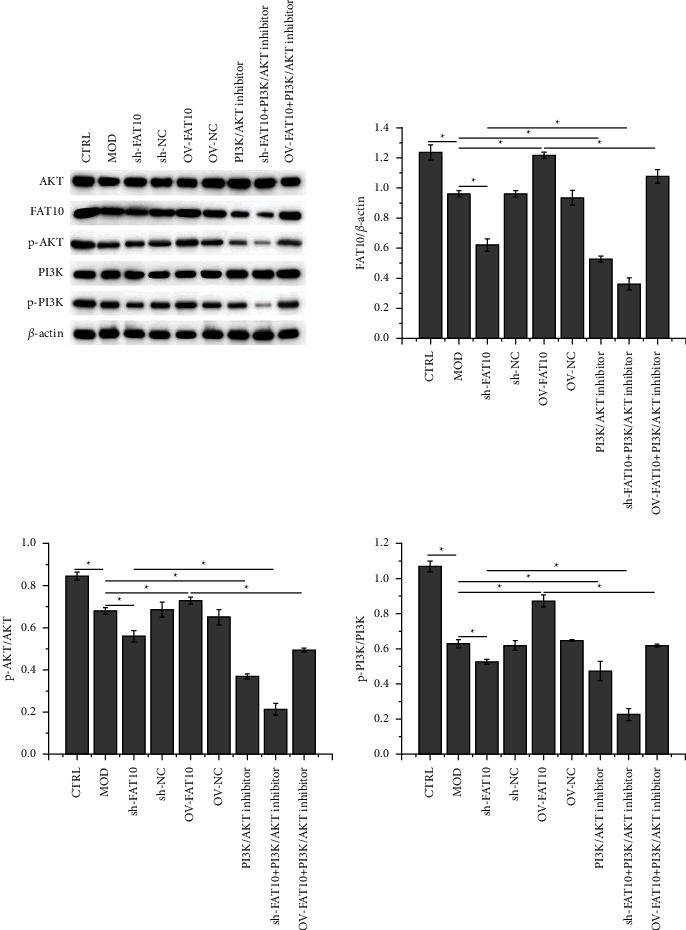 CTRL
MOD
sh-FAT10
sh-NC
OV-FAT10
OV-NC
PI3K/AKT inhibitor
sh-FAT10+PI3K/AKT inhibitor
OV-FAT10+PI3K/AKT inhibitor
AKT
FAT10
p-AKT
PI3K
p-PI3K
β-actin
FAT10/β-actin
1.4
1.2
1.0
0.8
0.6
0.4
0.2
0.0
*
*
*
*
*
*
CTRL
MOD
sh-FAT10
sh-NC
OV-FAT10
OV-NC
PI3K/AKT inhibitor
sh-FAT10+PI3K/AKT inhibitor
OV-FAT10+PI3K/AKT inhibitor
p-AKT/AKT
1.0
0.8
0.6
0.4
0.2
0.0
*
*
*
*
*
*
CTRL
MOD
sh-FAT10
sh-NC
OV-FAT10
OV-NC
PI3K/AKT inhibitor
sh-FAT10+PI3K/AKT inhibitor
OV-FAT10+PI3K/AKT inhibitor
p-PI3K/PI3K
1.2
1.0
0.8
0.6
0.4
0.2
0.0
*
*
*
*
*
*
CTRL
MOD
sh-FAT10
sh-NC
OV-FAT10
OV-NC
PI3K/AKT inhibitor
sh-FAT10+PI3K/AKT inhibitor
OV-FAT10+PI3K/AKT inhibitor